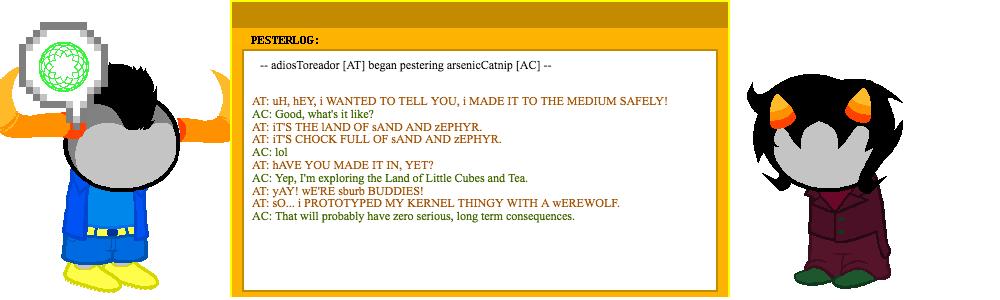 PESTERLOG:
-- adiosToreador [AT] began pestering arsenicCatnip [AC] --
AT: uH, hEY, i WANTED TO TELL YOU, i MADE IT TO THE MEDIUM SAFELY!
AC: Good, what's it like?
AT: iT'S THE lAND OF sAND AND zEPHYR.
AT: iT'S CHOCK FULL OF sAND AND zEPHYR.
AC: lol
AT: hAVE YOU MADE IT IN, YET?
AC: Yep, I'm exploring the Land of Little Cubes and Tea.
AT: yAY! wE'RE sburb BUDDIES!
AT: sO... i PROTOTYPED MY KERNEL THINGY WITH A wEREWOLF.
AC: That will probably have zero serious, long term consequences.